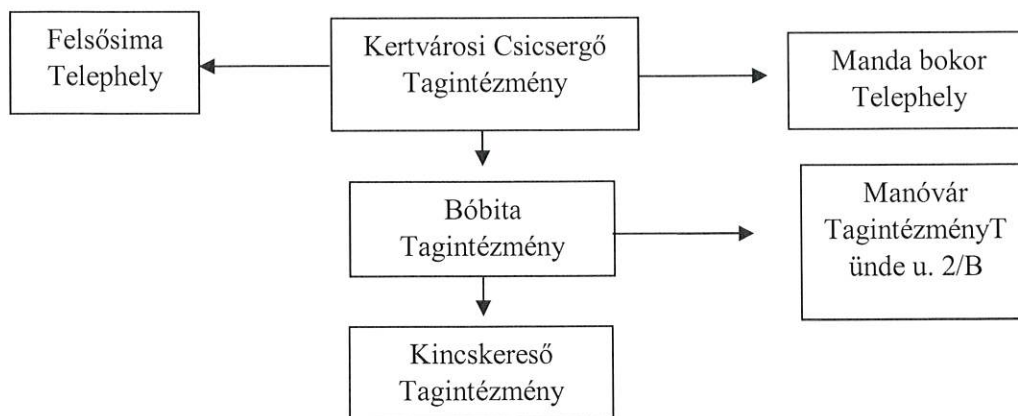 Felsősima
Telephely
Kertvárosi Csicsergő
Tagintézmény
Manda bokor
Telephely
Bóbita
Tagintézmény
Manóvár
TagintézményT
ünde u. 2/B
Kincskereső
Tagintézmény